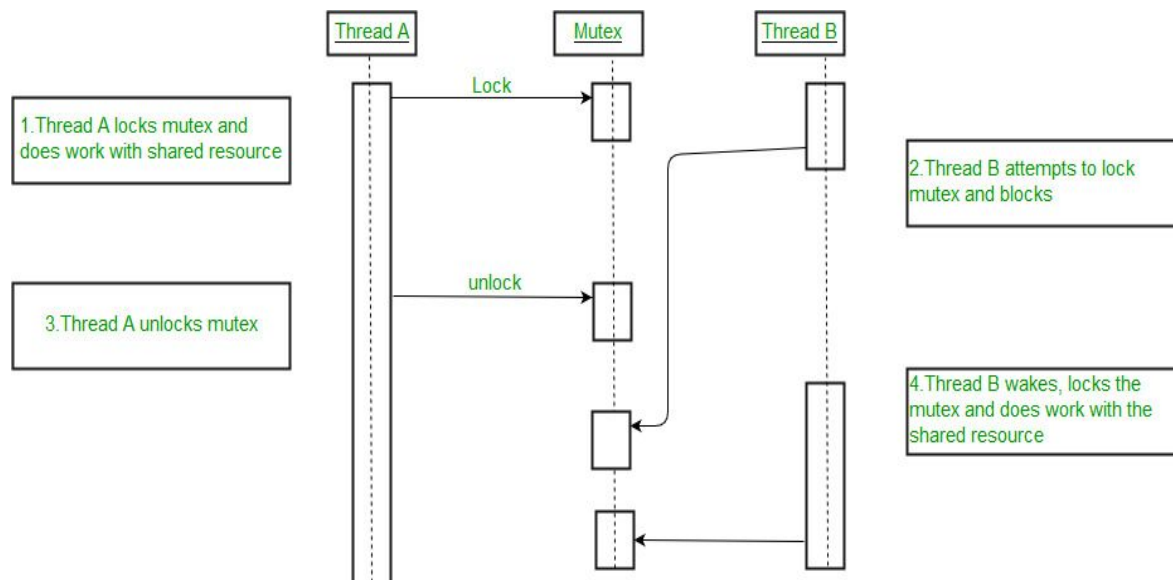 Thread A
Mutex
Thread B
Lock
1.Thread A locks mutex and
does work with shared resource
2.Thread B attempts to lock
mutex and blocks
unlock
3.Thread A unlocks mutex
4.Thread B wakes, locks the
mutex and does work with the
shared resource